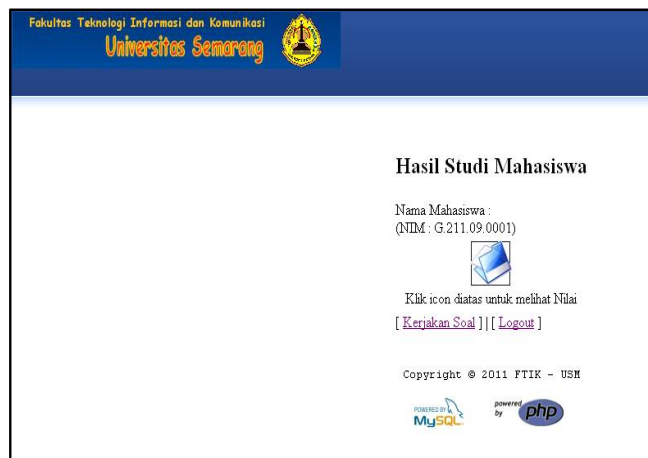 Fakultas Teknologi Informasi dan Komunikasi
Universitas Semarang
Hasil Studi Mahasiswa
Nama Mahasiswa :
(NIM : G.211.09.0001)
Klik icon diatas untuk melihat Nilai
[ Kerjakan Soal ] | [ Logout ]
Copyright © 2011 FTIK - USM
POWERED BY
MySQL
powered
by php